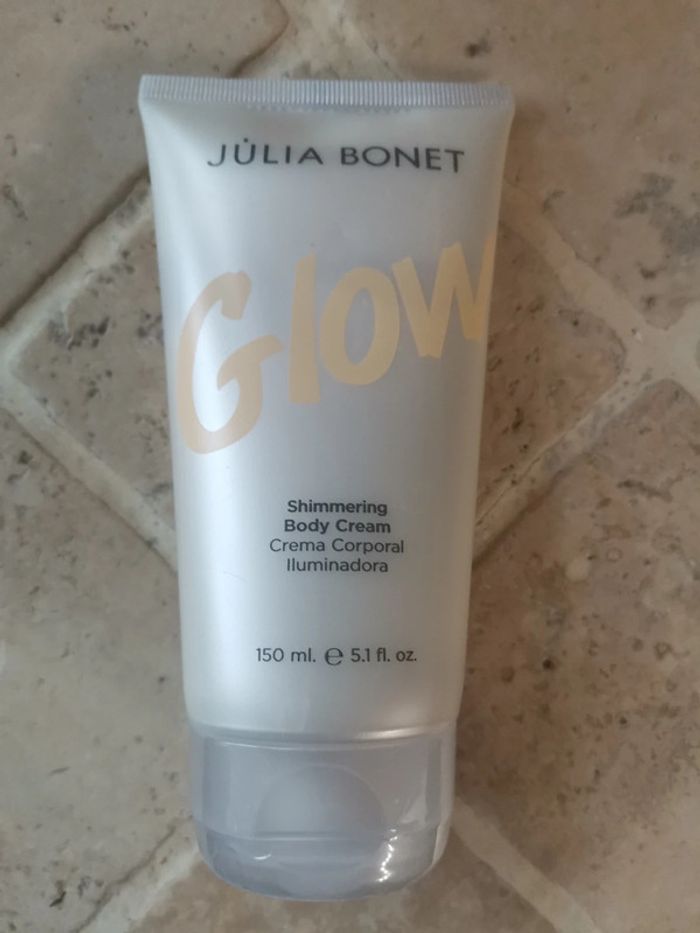 JÚLIA BONET
Glow
Shimmering
Body Cream
Crema Corporal
Iluminadora
150 ml. ℮ 5.1 fl. oz.